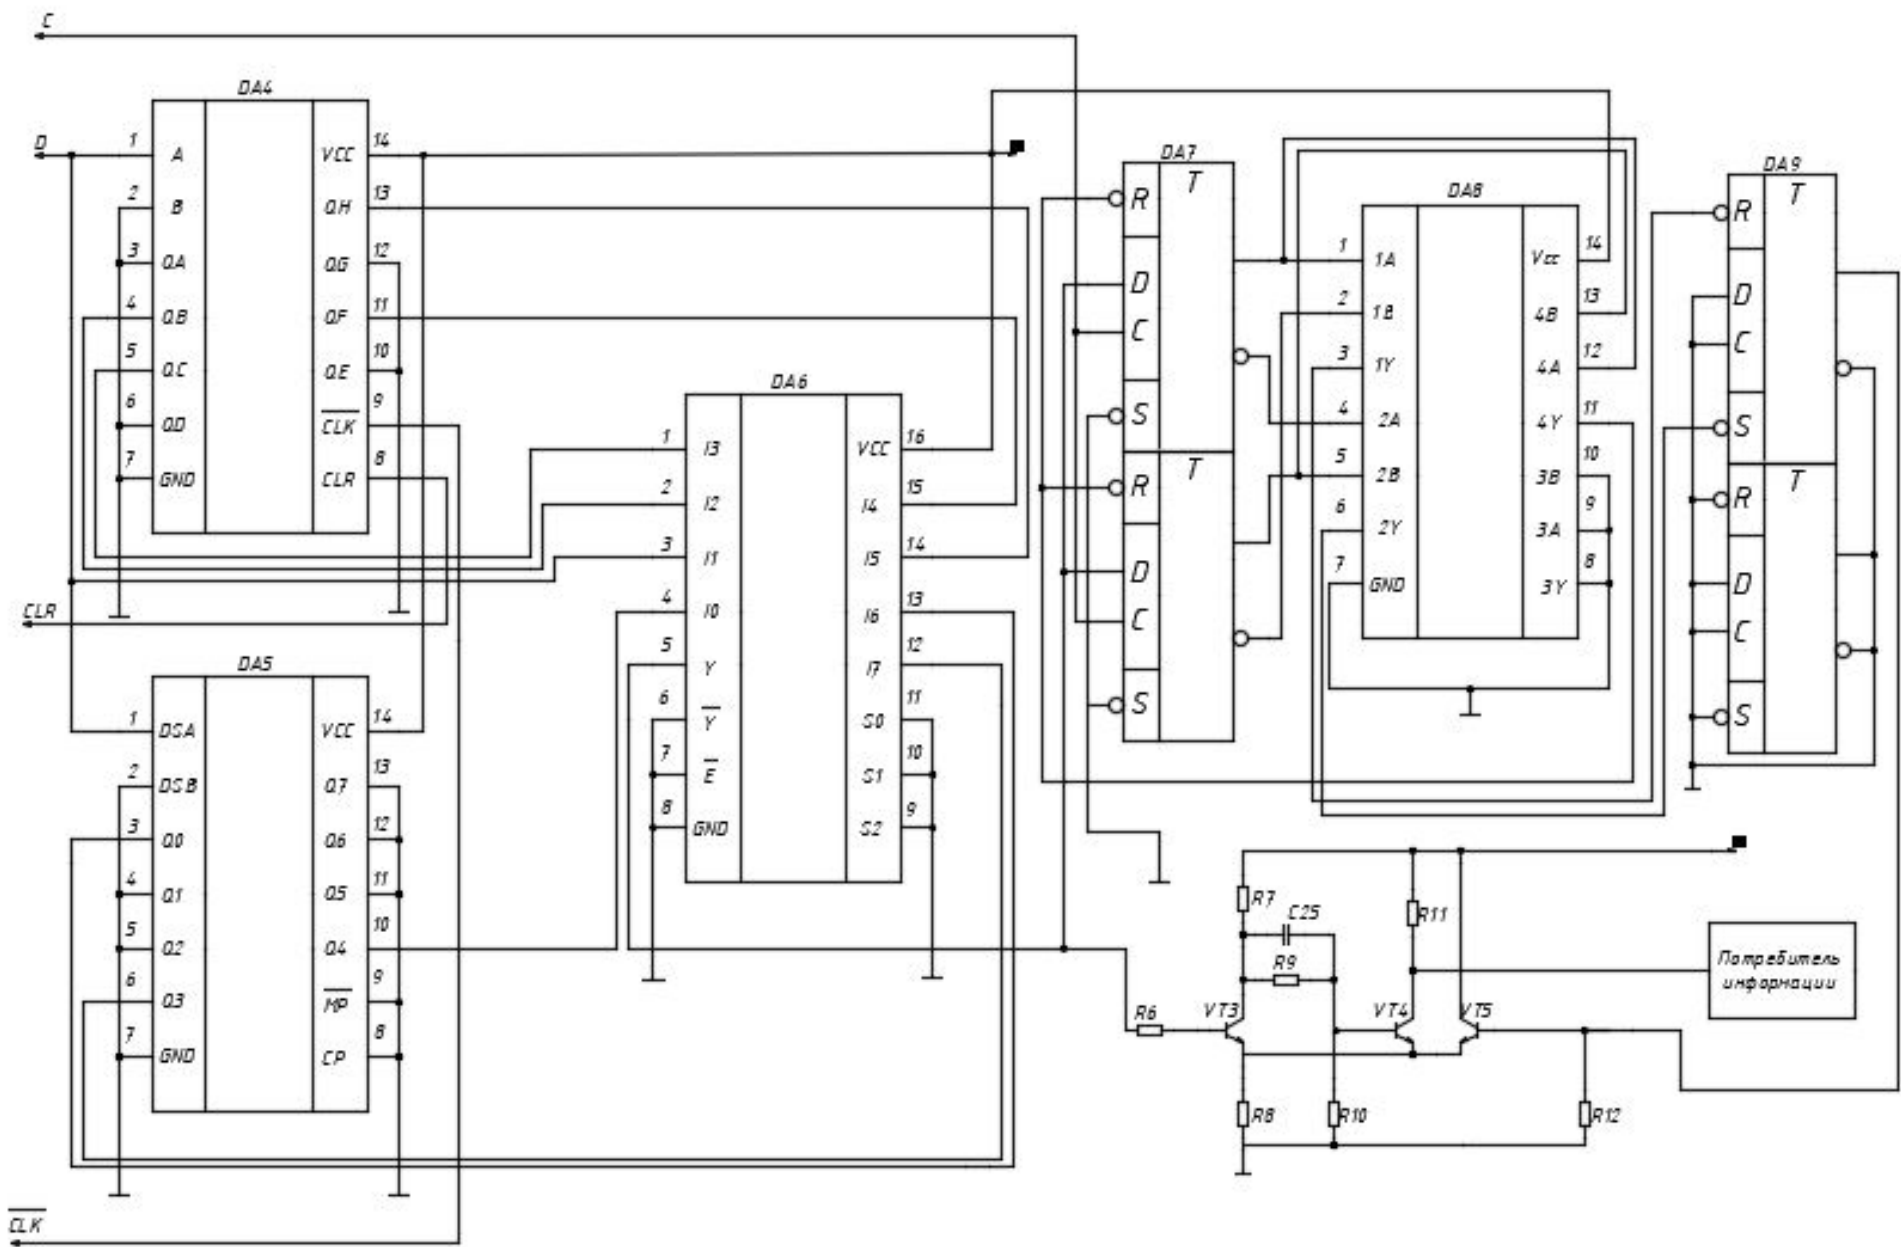 C
DA4
D
1 A VCC 14
2 B QH 13
3 QA QG 12
4 QB QF 11
5 QC QE 10
6 QD CLK 9
7 GND CLR 8
CLR
CLK
DA5
1 DSA VCC 14
2 DSB Q7 13
3 Q0 Q6 12
4 Q1 Q5 11
5 Q2 Q4 10
6 Q3 MP 9
7 GND CP 8
DA6
1 I3 VCC 16
2 I2 I4 15
3 I1 I5 14
4 I0 I6 13
5 Y I7 12
6 Y S0 11
7 E S1 10
8 GND S2 9
DA7
R T
D
C
S
R T
D
C
S
DA8
1 1A Vcc 14
2 1B 4B 13
3 1Y 4A 12
4 2A 4Y 11
5 2B 3B 10
6 2Y 3A 9
7 GND 3Y 8
DA9
R T
D
C
S
R T
D
C
S
R7
C25
R9
R11
R6
VT3
VT4
VT5
R8
R10
R12
Потребитель
информации